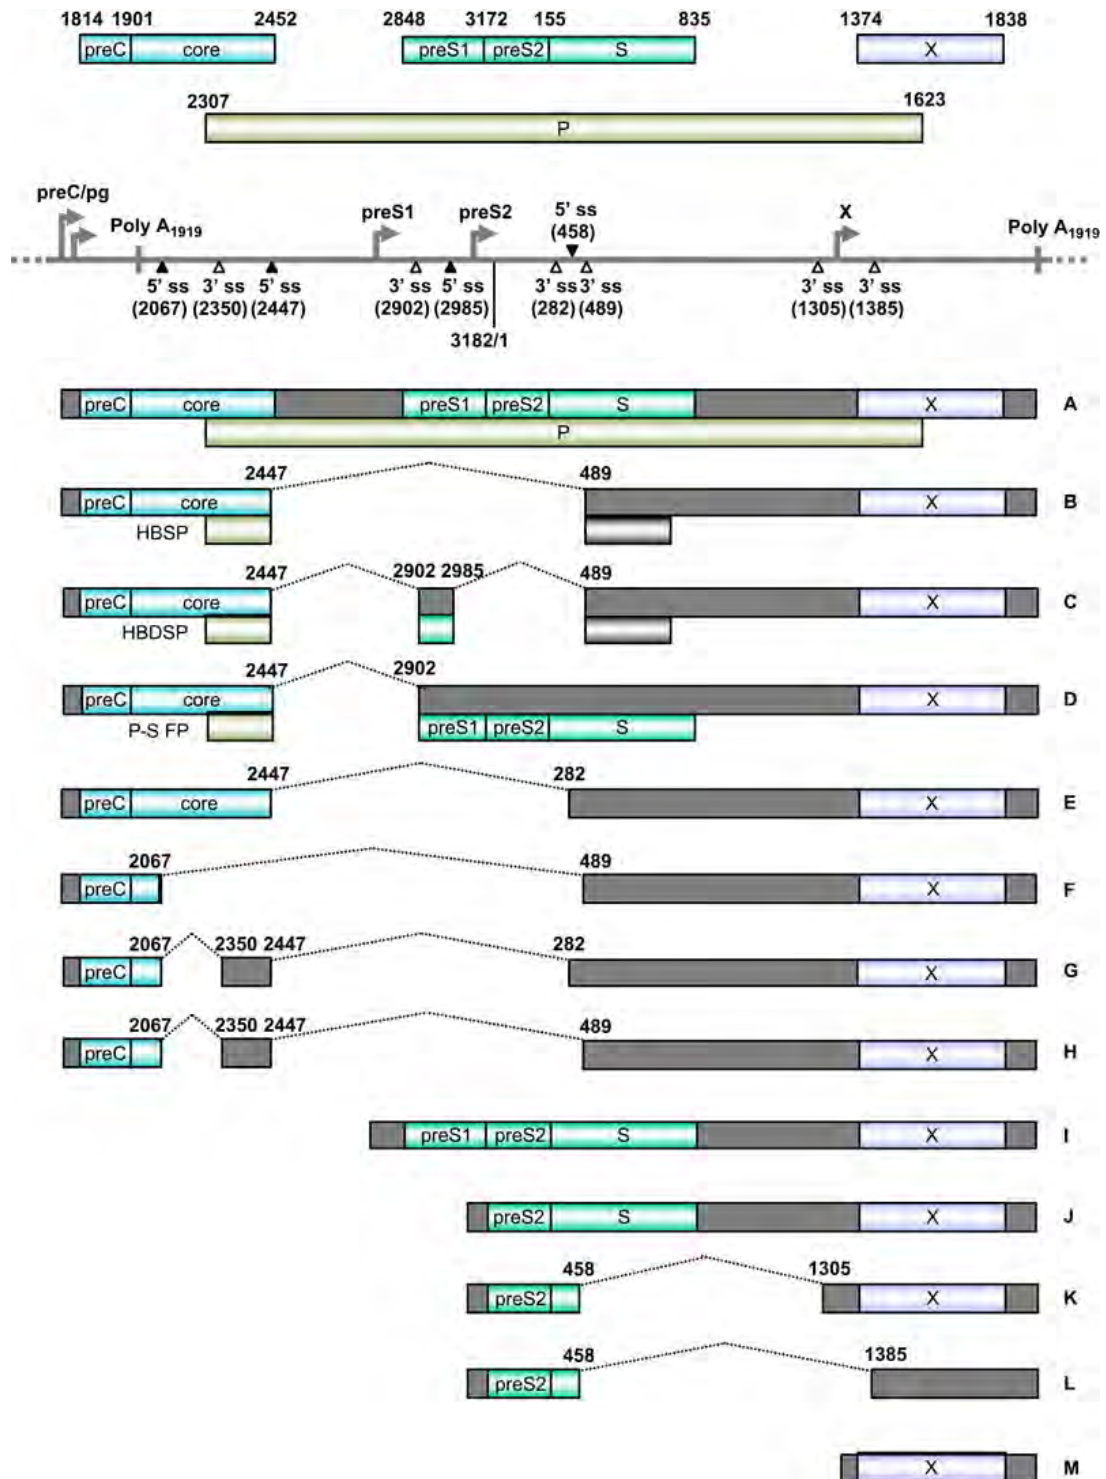 1814 1901 2452 2848 3172 155 835 1374 1838
preC core preS1 preS2 S X
2307 1623
P
preC/pg
Poly A1919 preS1 preS2 5' ss X Poly A1919
(458)
5' ss 3' ss 5' ss 3' ss 5' ss 3' ss 3' ss 3' ss 3' ss
(2067) (2350) (2447) (2902) (2985) (282) (489) (1305) (1385)
3182/1
preC core preS1 preS2 S X A
P
2447 489
preC core X B
HBSP
2447 2902 2985 489
preC core X C
HBDSP
2447 2902
preC core X D
P-S FP preS1 preS2 S
2447 282
preC core X E
2067 489
preC X F
2067 2350 2447 282
preC X G
2067 2350 2447 489
preC X H
preS1 preS2 S X I
preS2 S X J
458 1305
preS2 X K
458 1385
preS2 L
X M